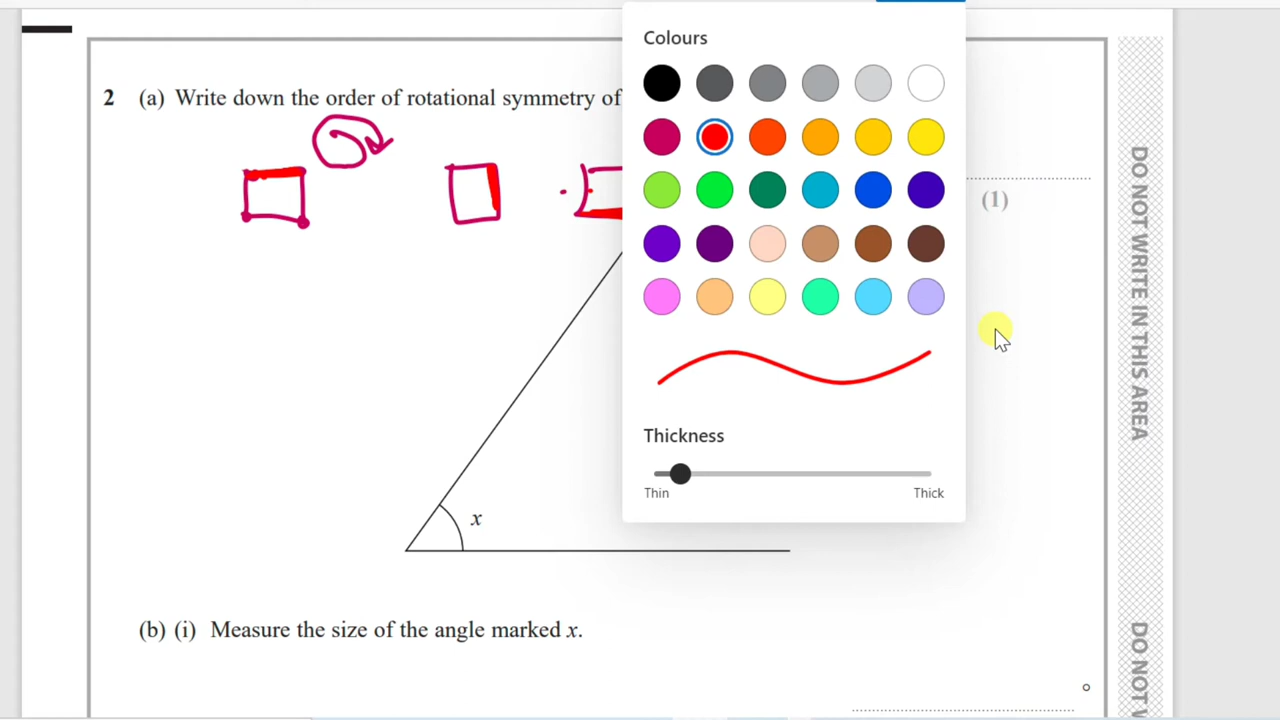 Colours
2 (a) Write down the order of rotational symmetry of
(1)
x
Thickness
Thin Thick
(b) (i) Measure the size of the angle marked x.
°
DO NOT WRITE IN THIS AREA
DO NOT